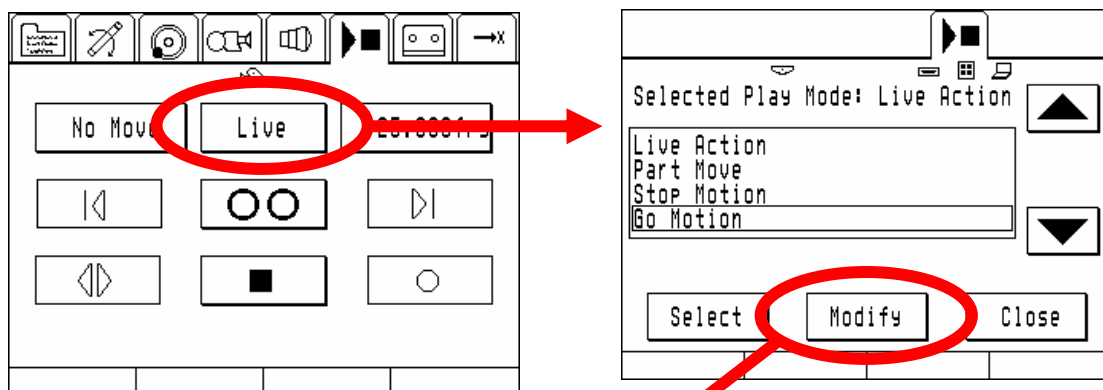 →X
No Move Live
Selected Play Mode: Live Action
Live Action
Part Move
Stop Motion
Go Motion
Select Modify Close